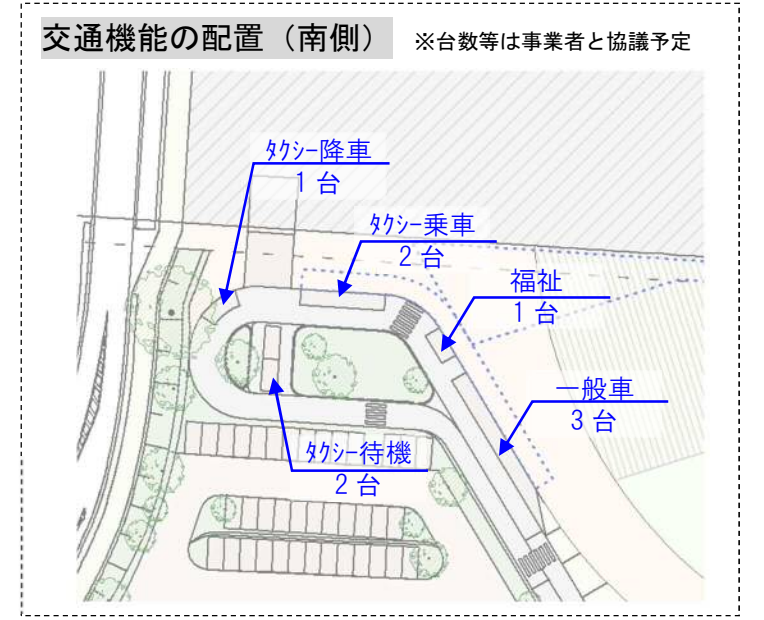 交通機能の配置（南側） ※台数等は事業者と協議予定
ﾀｸｼｰ降車
1 台
ﾀｸｼｰ乗車
2 台
福祉
1 台
一般車
3 台
ﾀｸｼｰ待機
2 台